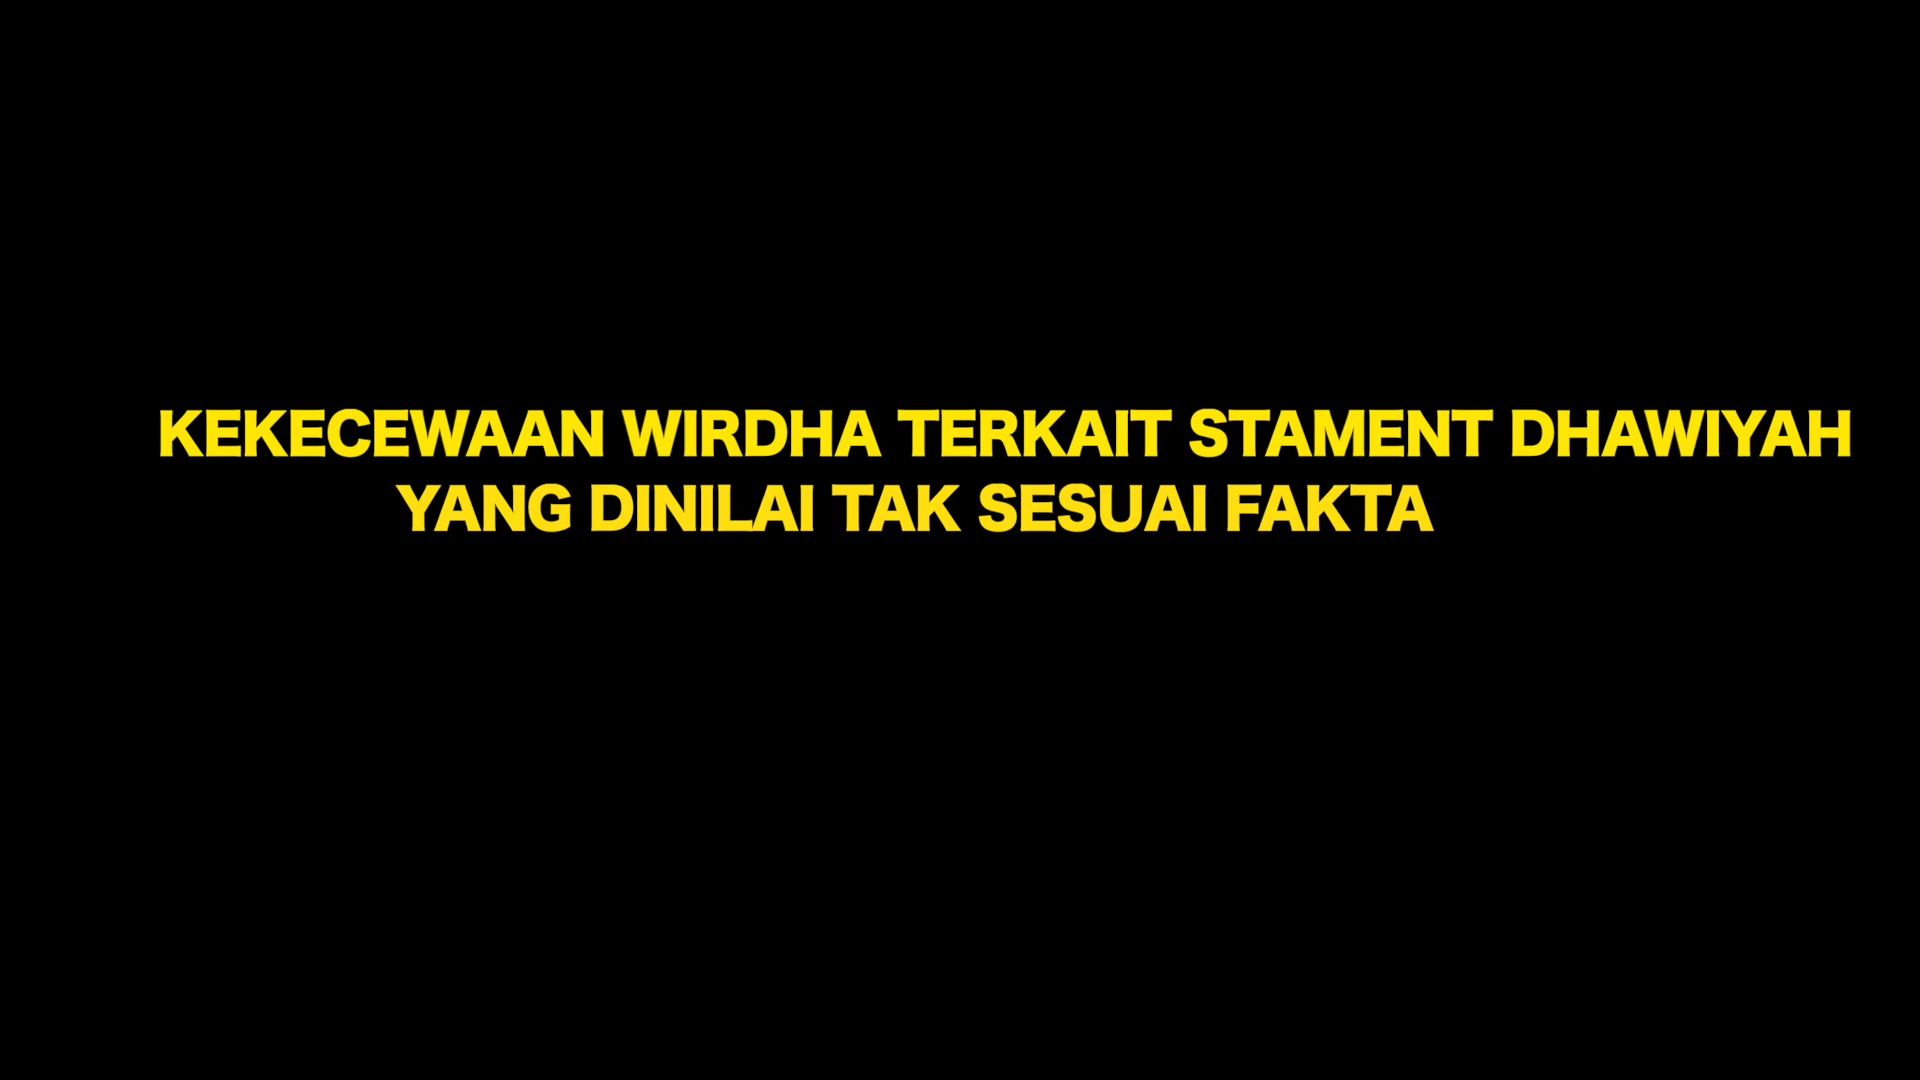 KEKECEWAAN WIRDHA TERKAIT STAMENT DHAWIYAH
YANG DINILAI TAK SESUAI FAKTA